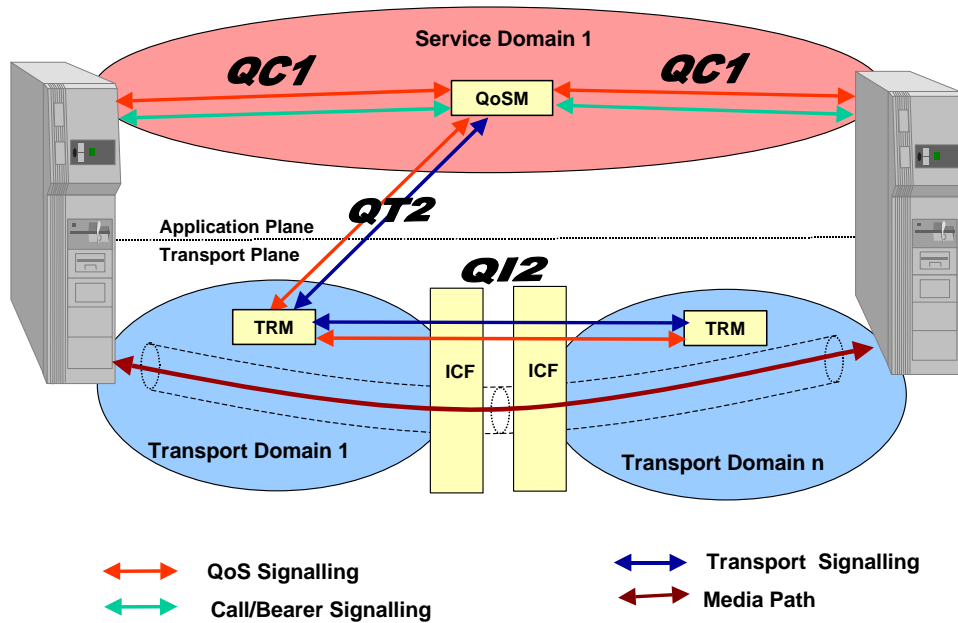 Service Domain 1
QC1
QC1
QoSM
QT2
Application Plane
Transport Plane
QI2
TRM
TRM
ICF
ICF
Transport Domain 1
Transport Domain n
QoS Signalling
Transport Signalling
Call/Bearer Signalling
Media Path